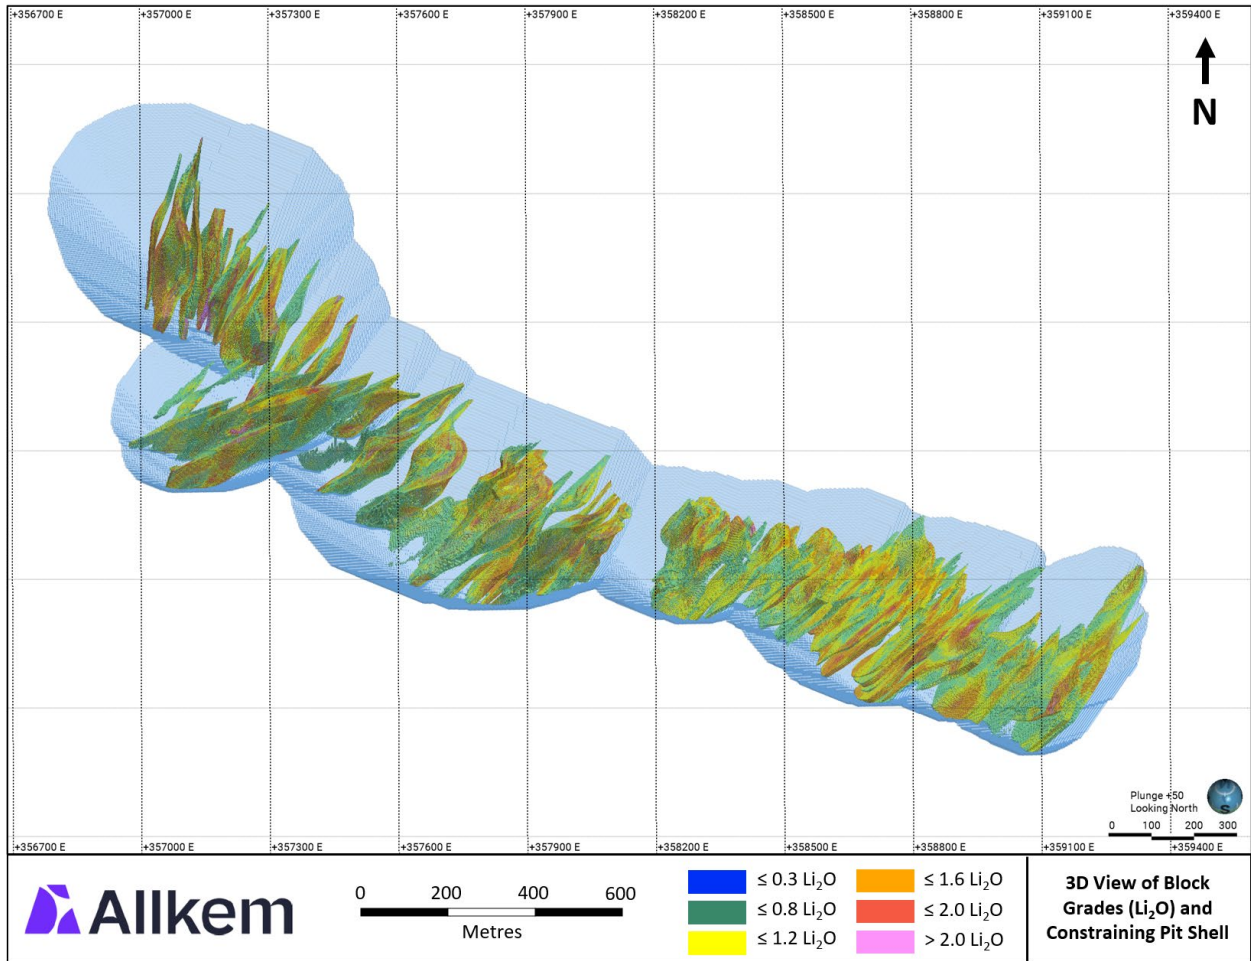 +356700 E +357000 E +357300 E +357600 E +357900 E +358200 E +358500 E +358800 E +359100 E +359400 E
N
Plunge +50
Looking North
S
0 100 200 300
+356700 E +357000 E +357300 E +357600 E +357900 E +358200 E +358500 E +358800 E +359100 E +359400 E
Allkem
0 200 400 600
Metres
≤ 0.3 Li₂O ≤ 1.6 Li₂O
≤ 0.8 Li₂O ≤ 2.0 Li₂O
≤ 1.2 Li₂O > 2.0 Li₂O
3D View of Block
Grades (Li₂O) and
Constraining Pit Shell